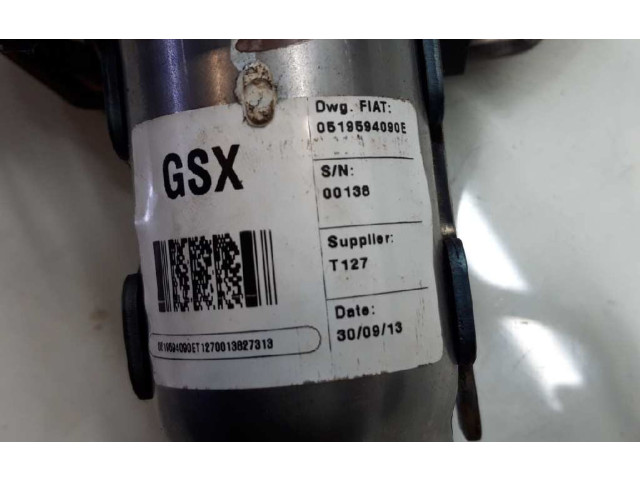 GSX
Dwg. FIAT:
0519594090E
S/N:
00138
Supplier:
T127
Date:
30/09/13
0519594090ET1270013827313